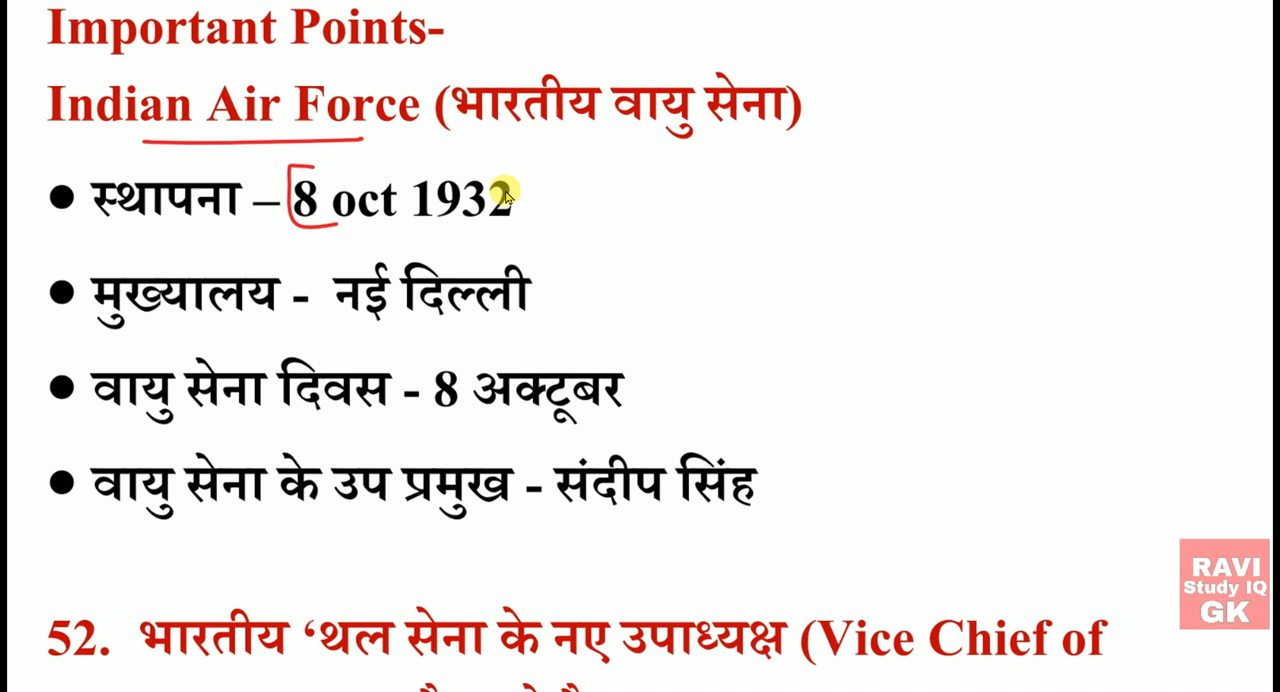 Important Points-
Indian Air Force (भारतीय वायु सेना)
● स्थापना – 8 oct 1932
● मुख्यालय - नई दिल्ली
● वायु सेना दिवस - 8 अक्टूबर
● वायु सेना के उप प्रमुख - संदीप सिंह
RAVI
Study IQ
GK
52. भारतीय ‘थल सेना के नए उपाध्यक्ष (Vice Chief of